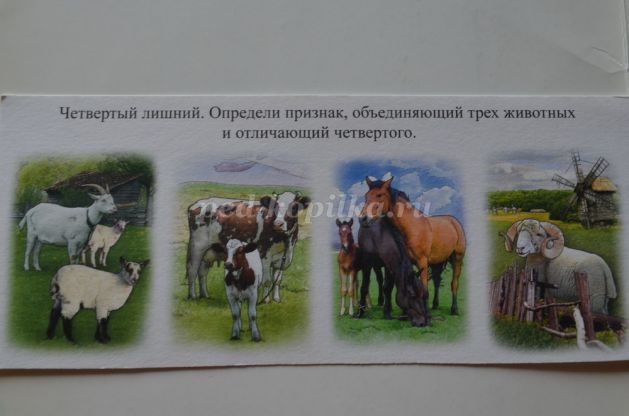 Четвертый лишний. Определи признак, объединяющий трех животных
и отличающий четвертого.